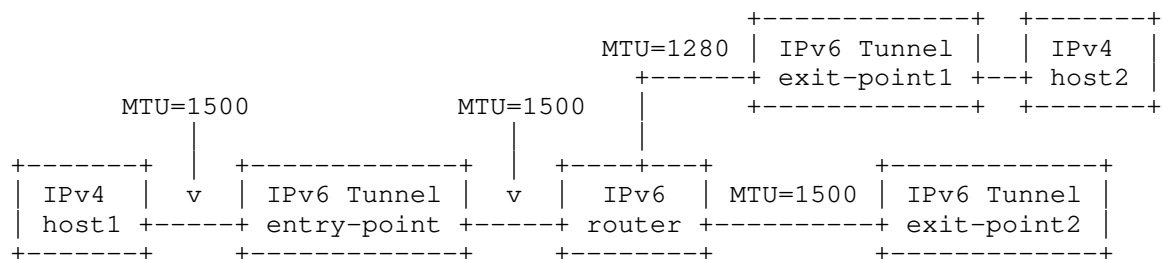 MTU=1280 IPv6 Tunnel IPv4
exit-point1 host2
MTU=1500 MTU=1500
IPv4 v IPv6 Tunnel v IPv6 MTU=1500 IPv6 Tunnel
host1 entry-point router exit-point2